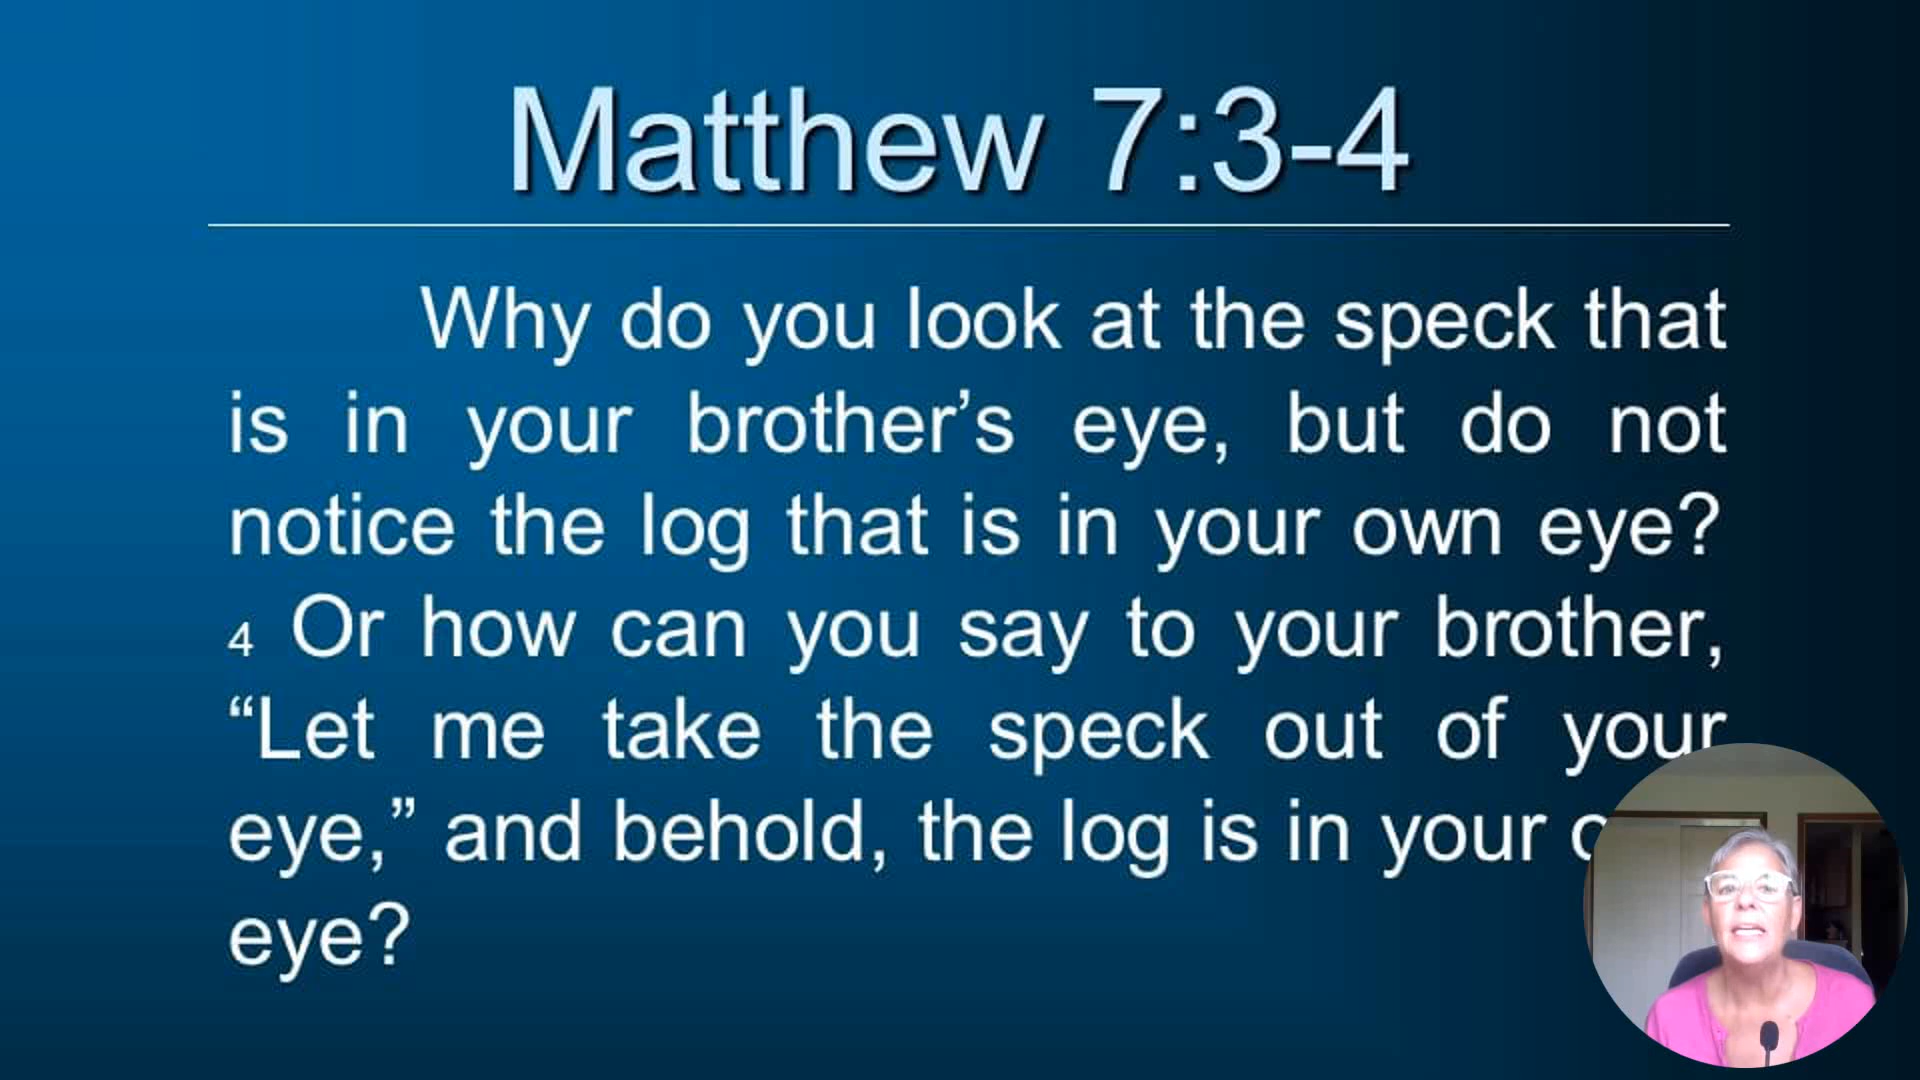 Matthew 7:3-4
Why do you look at the speck that
is in your brother’s eye, but do not
notice the log that is in your own eye?
4 Or how can you say to your brother,
“Let me take the speck out of your
eye,” and behold, the log is in your
eye?